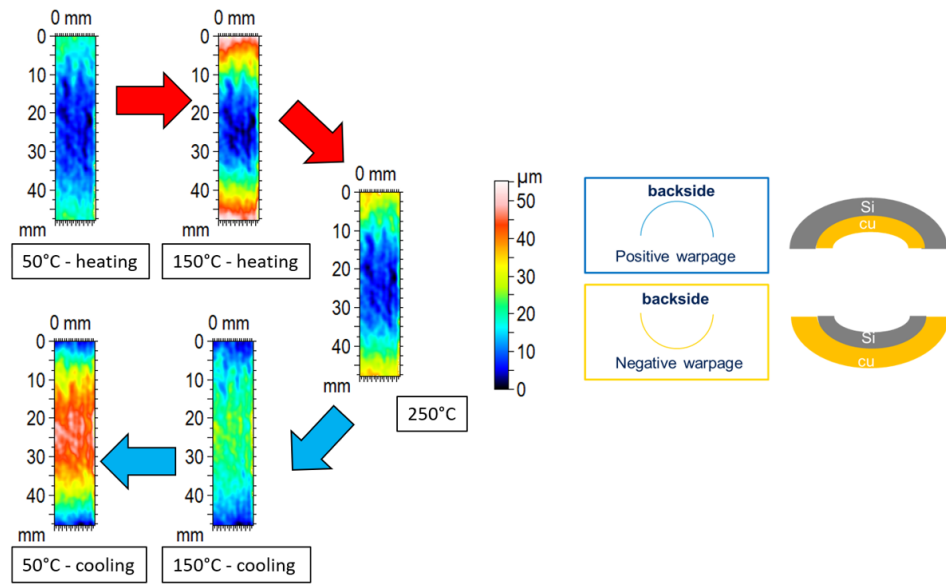 0 mm
0
10
20
30
40
mm
50°C - heating
0 mm
0
10
20
30
40
mm
150°C - heating
0 mm
0
10
20
30
40
mm
250°C
µm
50
40
30
20
10
0
0 mm
0
10
20
30
40
mm
50°C - cooling
0 mm
0
10
20
30
40
mm
150°C - cooling
backside
Positive warpage
Si
cu
backside
Negative warpage
Si
cu